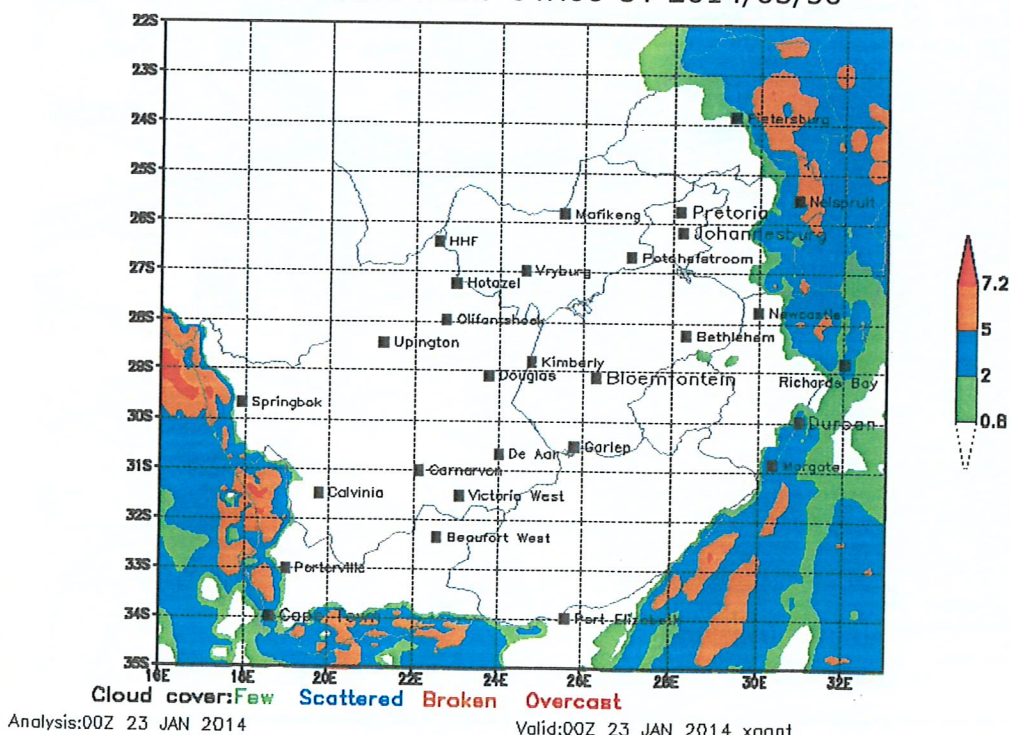 22S
23S
24S
25S
26S
27S
28S
29S
30S
31S
32S
33S
34S
35S
Pietersburg
Nelspruit
Mafikeng
Pretoria
Johannesburg
HHF
Potchefstroom
Vryburg
Hotazel
Olifantshoek
Newcastle
Upington
Bethlehem
Kimberly
Douglas
Bloemfontein
Richards Bay
Springbok
Durban
Gariep
De Aar
Carnarvon
Margate
Calvinia
Victoria West
Beaufort West
Porterville
Cape Town
Port Elizabeth
16E 18E 20E 22E 24E 26E 28E 30E 32E
7.2
5
2
0.8
Cloud cover:Few Scattered Broken Overcast
Analysis:00Z 23 JAN 2014 Valid:00Z 23 JAN 2014 xaant